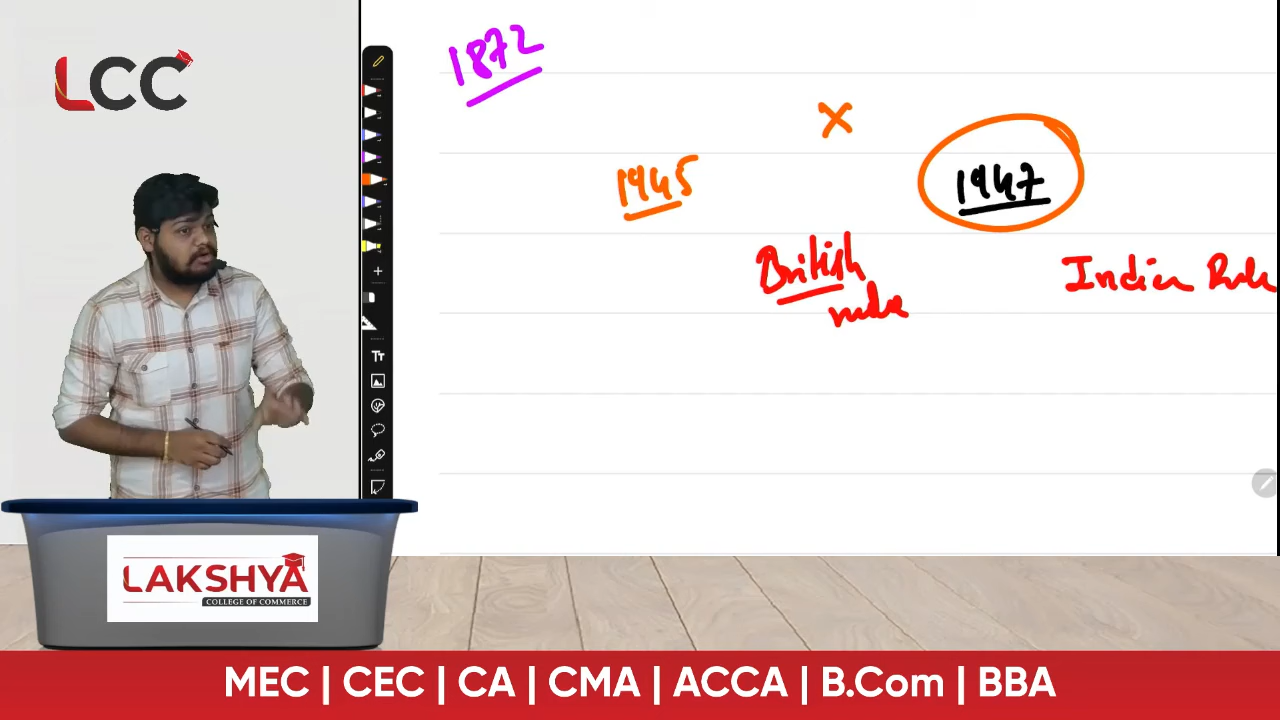 LCC
1872
×
1945
1947
British
rule
Indian Rule
Tt
LAKSHYA
COLLEGE OF COMMERCE
MEC | CEC | CA | CMA | ACCA | B.Com | BBA